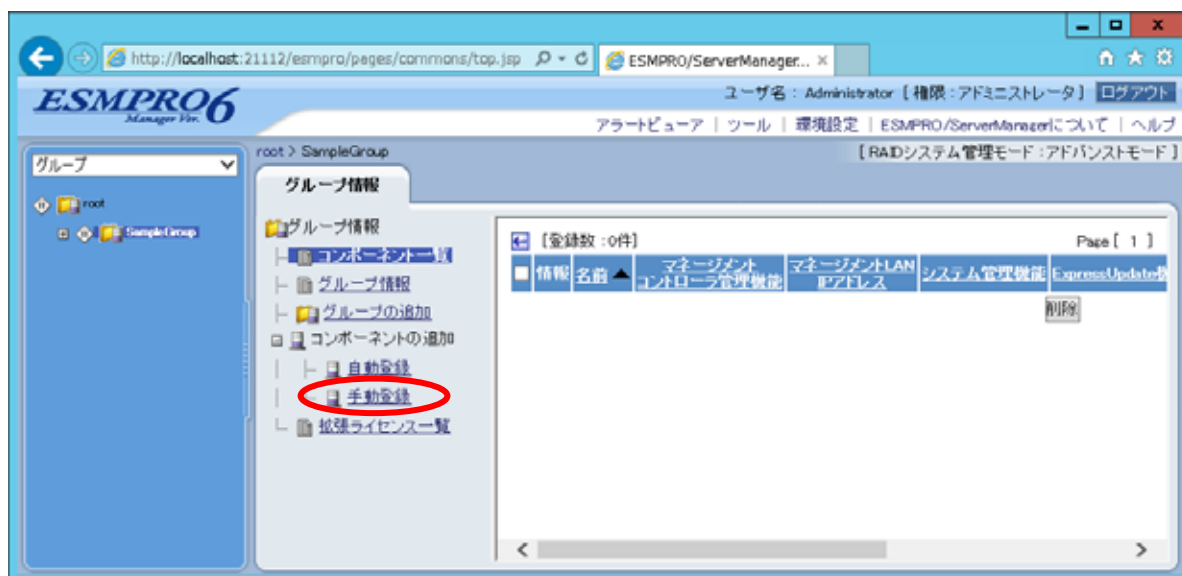 http://localhost:21112/esmpro/pages/commons/top.jsp
ESMPRO/ServerManager... ×
ESMPRO6
Manager Ver.
ユーザ名 : Administrator [ 権限 : アドミニストレータ ] ログアウト
アラートビューア | ツール | 環境設定 | ESMPRO/ServerManagerについて | ヘルプ
グループ
root
SampleGroup
root > SampleGroup
[ RAIDシステム管理モード : アドバンストモード ]
グループ情報
グループ情報
コンポーネント一覧
グループ情報
グループの追加
コンポーネントの追加
自動登録
手動登録
拡張ライセンス一覧
[登録数 : 0件]
Page [ 1 ]
情報 名前▲ マネージメントコントローラ管理機能 マネージメントLAN IPアドレス システム管理機能 ExpressUpdate
削除